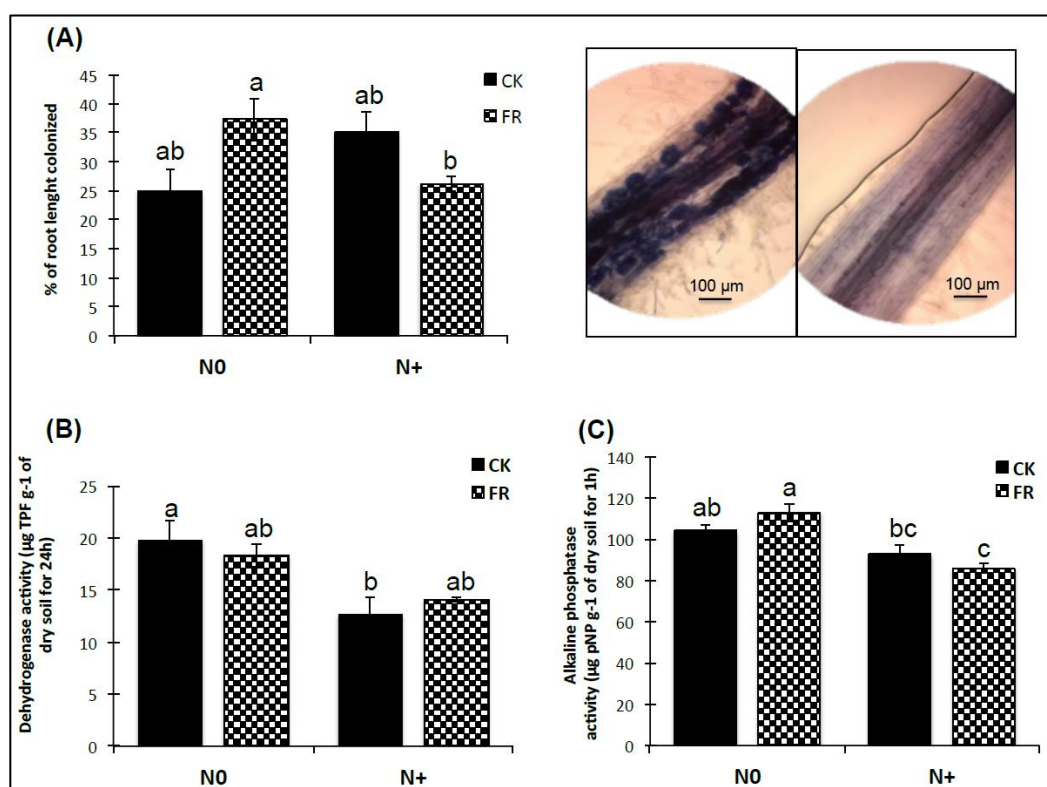 (A)
% of root lenght colonized
45
40
35
30
25
20
15
10
5
0
ab
a
ab
b
CK
FR
N0
N+
100 µm
100 µm
(B)
Dehydrogenase activity (µg TPF g-1 of
dry soil for 24h)
25
20
15
10
5
0
a
ab
b
ab
CK
FR
N0
N+
(C)
Alkaline phosphatase
activity (µg pNP g-1 of dry soil for 1h)
140
120
100
80
60
40
20
0
ab
a
bc
c
CK
FR
N0
N+